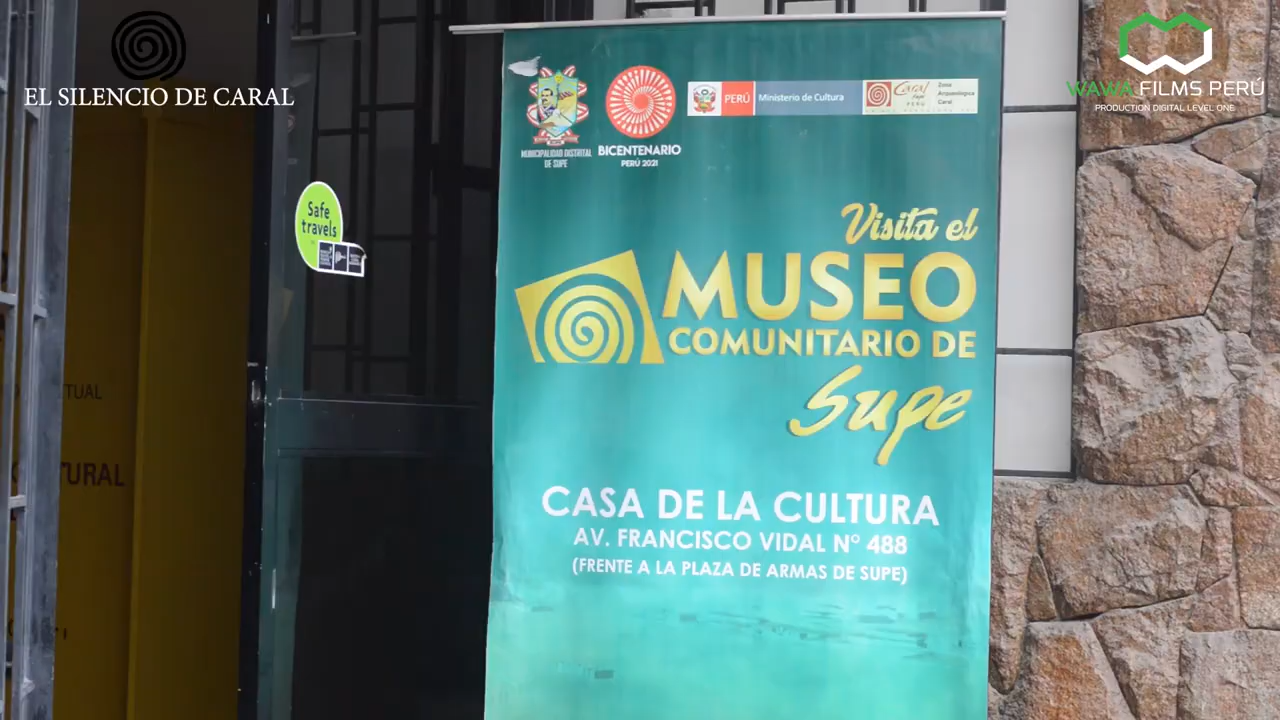 EL SILENCIO DE CARAL
WAWA FILMS PERÚ
PRODUCTION DIGITAL LEVEL ONE
MUNICIPALIDAD DISTRITAL
DE SUPE
BICENTENARIO
PERÚ 2021
PERÚ
Ministerio de Cultura
Caral
Supe
PERÚ
Zona
Arqueológica
Caral
Safe
travels
Visita el
MUSEO
COMUNITARIO DE
Supe
CASA DE LA CULTURA
AV. FRANCISCO VIDAL N° 488
(FRENTE A LA PLAZA DE ARMAS DE SUPE)
TUAL
TURAL